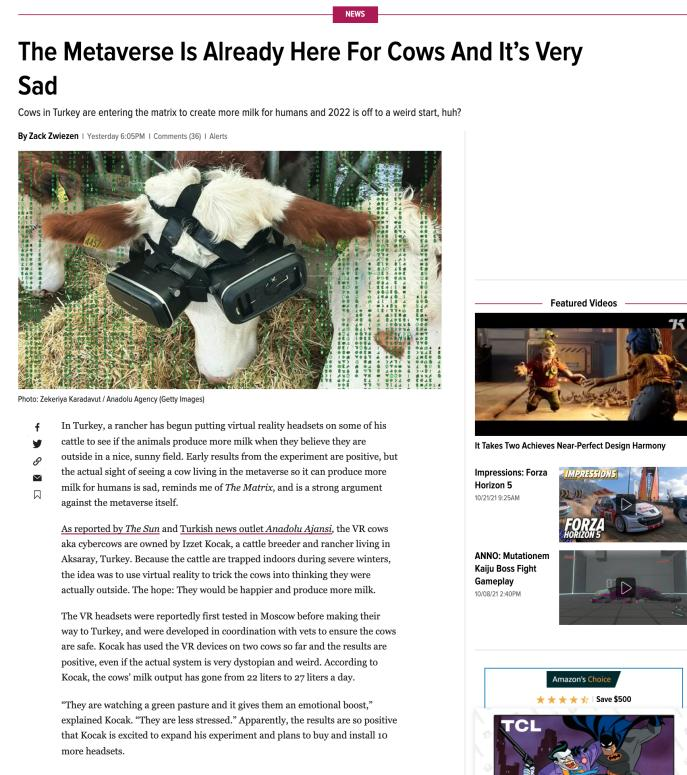 NEWS
The Metaverse Is Already Here For Cows And It’s Very
Sad
Cows in Turkey are entering the matrix to create more milk for humans and 2022 is off to a weird start, huh?
By Zack Zwiezen | Yesterday 6:05PM | Comments (36) | Alerts
Photo: Zekeriya Karadavut / Anadolu Agency (Getty Images)
In Turkey, a rancher has begun putting virtual reality headsets on some of his
cattle to see if the animals produce more milk when they believe they are
outside in a nice, sunny field. Early results from the experiment are positive, but
the actual sight of seeing a cow living in the metaverse so it can produce more
milk for humans is sad, reminds me of The Matrix, and is a strong argument
against the metaverse itself.
As reported by The Sun and Turkish news outlet Anadolu Ajansi, the VR cows
aka cybercows are owned by Izzet Kocak, a cattle breeder and rancher living in
Aksaray, Turkey. Because the cattle are trapped indoors during severe winters,
the idea was to use virtual reality to trick the cows into thinking they were
actually outside. The hope: They would be happier and produce more milk.
The VR headsets were reportedly first tested in Moscow before making their
way to Turkey, and were developed in coordination with vets to ensure the cows
are safe. Kocak has used the VR devices on two cows so far and the results are
positive, even if the actual system is very dystopian and weird. According to
Kocak, the cows’ milk output has gone from 22 liters to 27 liters a day.
“They are watching a green pasture and it gives them an emotional boost,”
explained Kocak. “They are less stressed.” Apparently, the results are so positive
that Kocak is excited to expand his experiment and plans to buy and install 10
more headsets.
Featured Videos
It Takes Two Achieves Near-Perfect Design Harmony
Impressions: Forza
Horizon 5
10/21/21 9:25AM
IMPRESSIONS
FORZA
HORIZON 5
ANNO: Mutationem
Kaiju Boss Fight
Gameplay
10/08/21 2:40PM
Amazon's Choice
Save $500
TCL